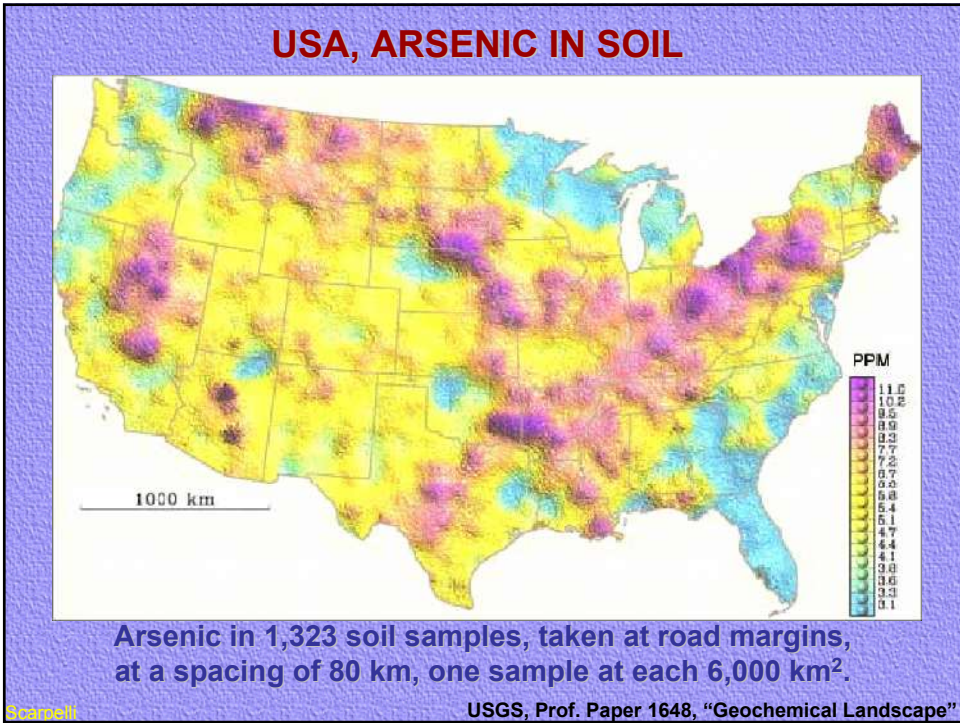 USA, ARSENIC IN SOIL
PPM
11.0
10.2
9.5
8.9
8.3
7.7
7.2
6.7
5.8
5.4
5.1
4.7
4.4
4.1
3.8
3.6
3.3
3.1
1000 km
Arsenic in 1,323 soil samples, taken at road margins,
at a spacing of 80 km, one sample at each 6,000 km².
Scarpelli
USGS, Prof. Paper 1648, “Geochemical Landscape”